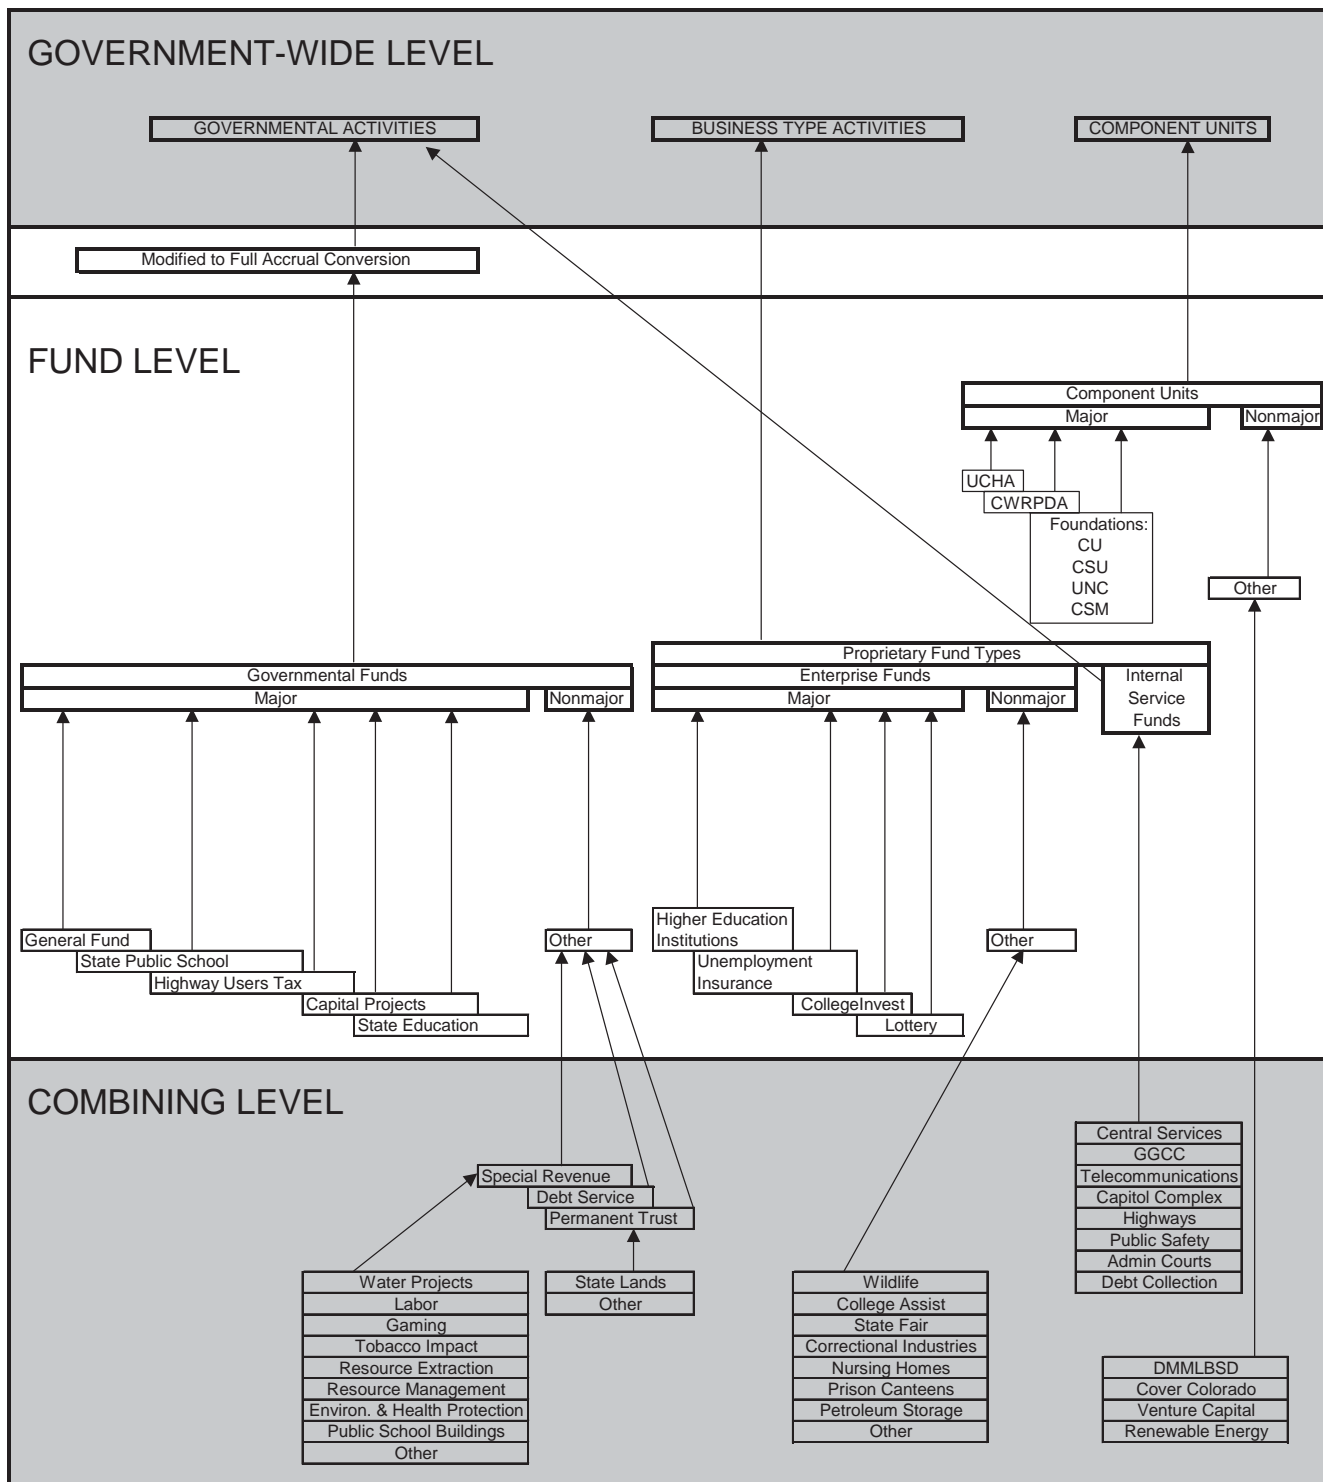 GOVERNMENT-WIDE LEVEL
GOVERNMENTAL ACTIVITIES
BUSINESS TYPE ACTIVITIES
COMPONENT UNITS
Modified to Full Accrual Conversion
FUND LEVEL
Component Units
Major
Nonmajor
UCHA
CWRPDA
Foundations:
CU
CSU
UNC
CSM
Other
Governmental Funds
Major
Nonmajor
Proprietary Fund Types
Enterprise Funds
Major
Nonmajor
Internal
Service
Funds
General Fund
State Public School
Highway Users Tax
Capital Projects
State Education
Other
Higher Education
Institutions
Unemployment
Insurance
CollegeInvest
Lottery
Other
COMBINING LEVEL
Special Revenue
Debt Service
Permanent Trust
Water Projects
Labor
Gaming
Tobacco Impact
Resource Extraction
Resource Management
Environ. & Health Protection
Public School Buildings
Other
State Lands
Other
Wildlife
College Assist
State Fair
Correctional Industries
Nursing Homes
Prison Canteens
Petroleum Storage
Other
Central Services
GGCC
Telecommunications
Capitol Complex
Highways
Public Safety
Admin Courts
Debt Collection
DMMLBSD
Cover Colorado
Venture Capital
Renewable Energy